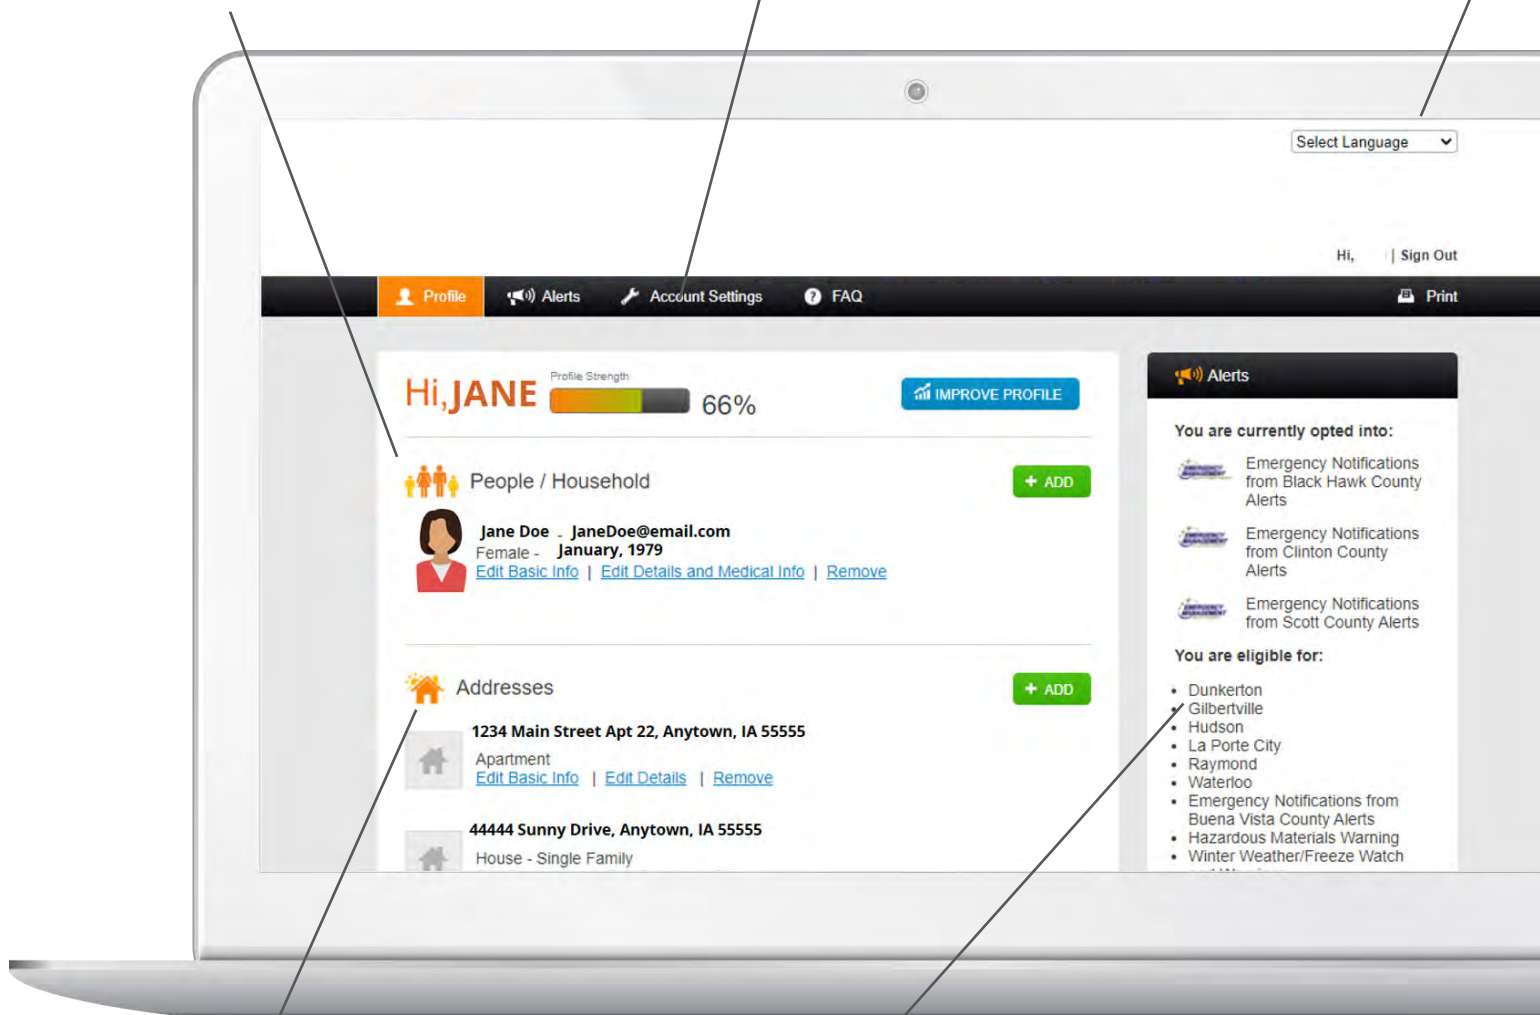 Select Language
Hi, | Sign Out
Profile
Alerts
Account Settings
? FAQ
Print
Hi, JANE
Profile Strength
66%
IMPROVE PROFILE
People / Household
+ ADD
Jane Doe - JaneDoe@email.com
Female - January, 1979
Edit Basic Info | Edit Details and Medical Info | Remove
Addresses
+ ADD
1234 Main Street Apt 22, Anytown, IA 55555
Apartment
Edit Basic Info | Edit Details | Remove
44444 Sunny Drive, Anytown, IA 55555
House - Single Family
Alerts
You are currently opted into:
Emergency Notifications
from Black Hawk County
Alerts
Emergency Notifications
from Clinton County
Alerts
EMERGENCY
MANAGEMENT
Emergency Notifications
from Scott County Alerts
You are eligible for:
• Dunkerton
• Gilbertville
• Hudson
• La Porte City
• Raymond
• Waterloo
• Emergency Notifications from
Buena Vista County Alerts
• Hazardous Materials Warning
• Winter Weather/Freeze Watch